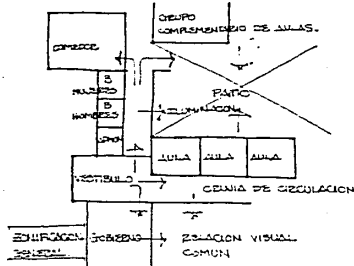 GRUPO
COMPLEMENTARIO DE AULAS.
COMEDOR
PATIO
B
MUJERES
B
HOMBRES
ILUMINACION
AULA AULA AULA
VESTIBULO
CRUJIA DE CIRCULACION
ZONIFICACION
GOBIERNO
RELACION VISUAL
COMUN